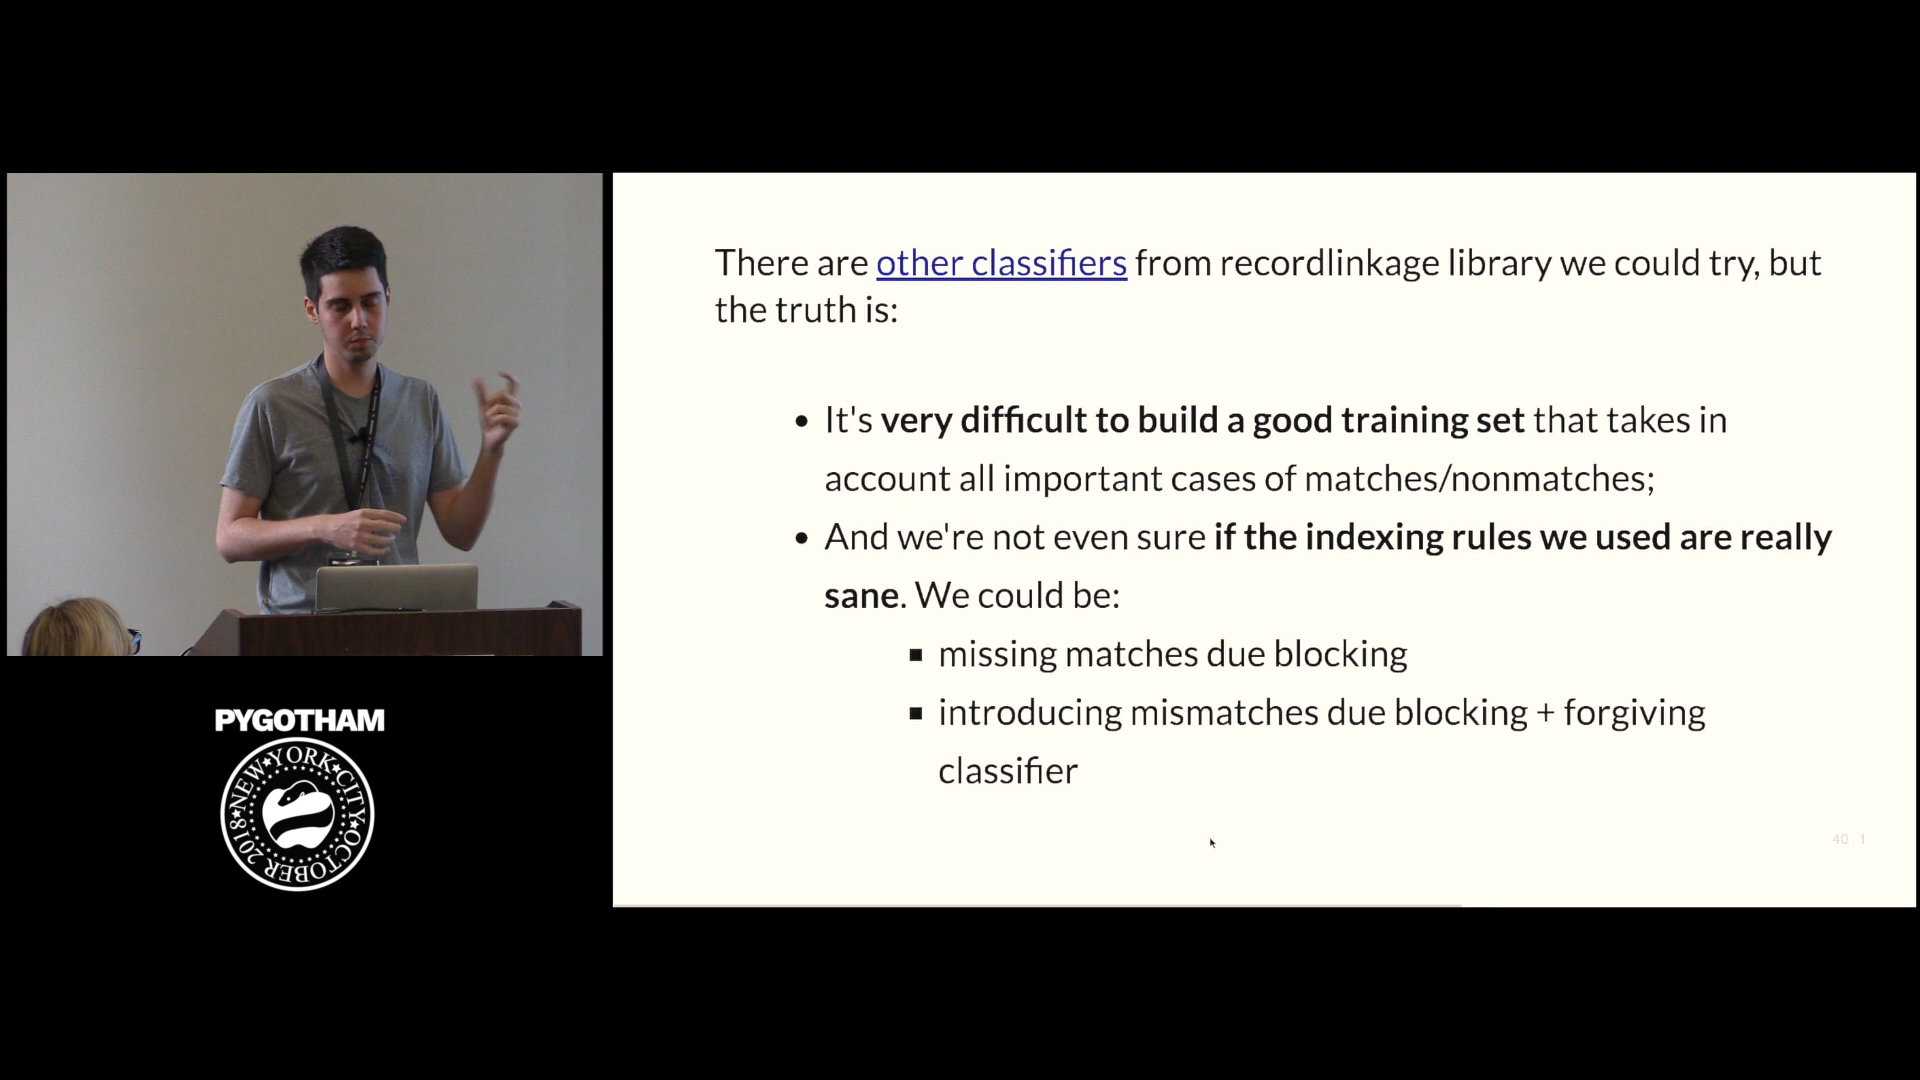 There are other classifiers from recordlinkage library we could try, but
the truth is:
• It's very difficult to build a good training set that takes in
account all important cases of matches/nonmatches;
• And we're not even sure if the indexing rules we used are really
sane. We could be:
▪ missing matches due blocking
▪ introducing mismatches due blocking + forgiving
classifier
40.1
PYGOTHAM
NEW★YORK★CITY★OCTOBER 2018